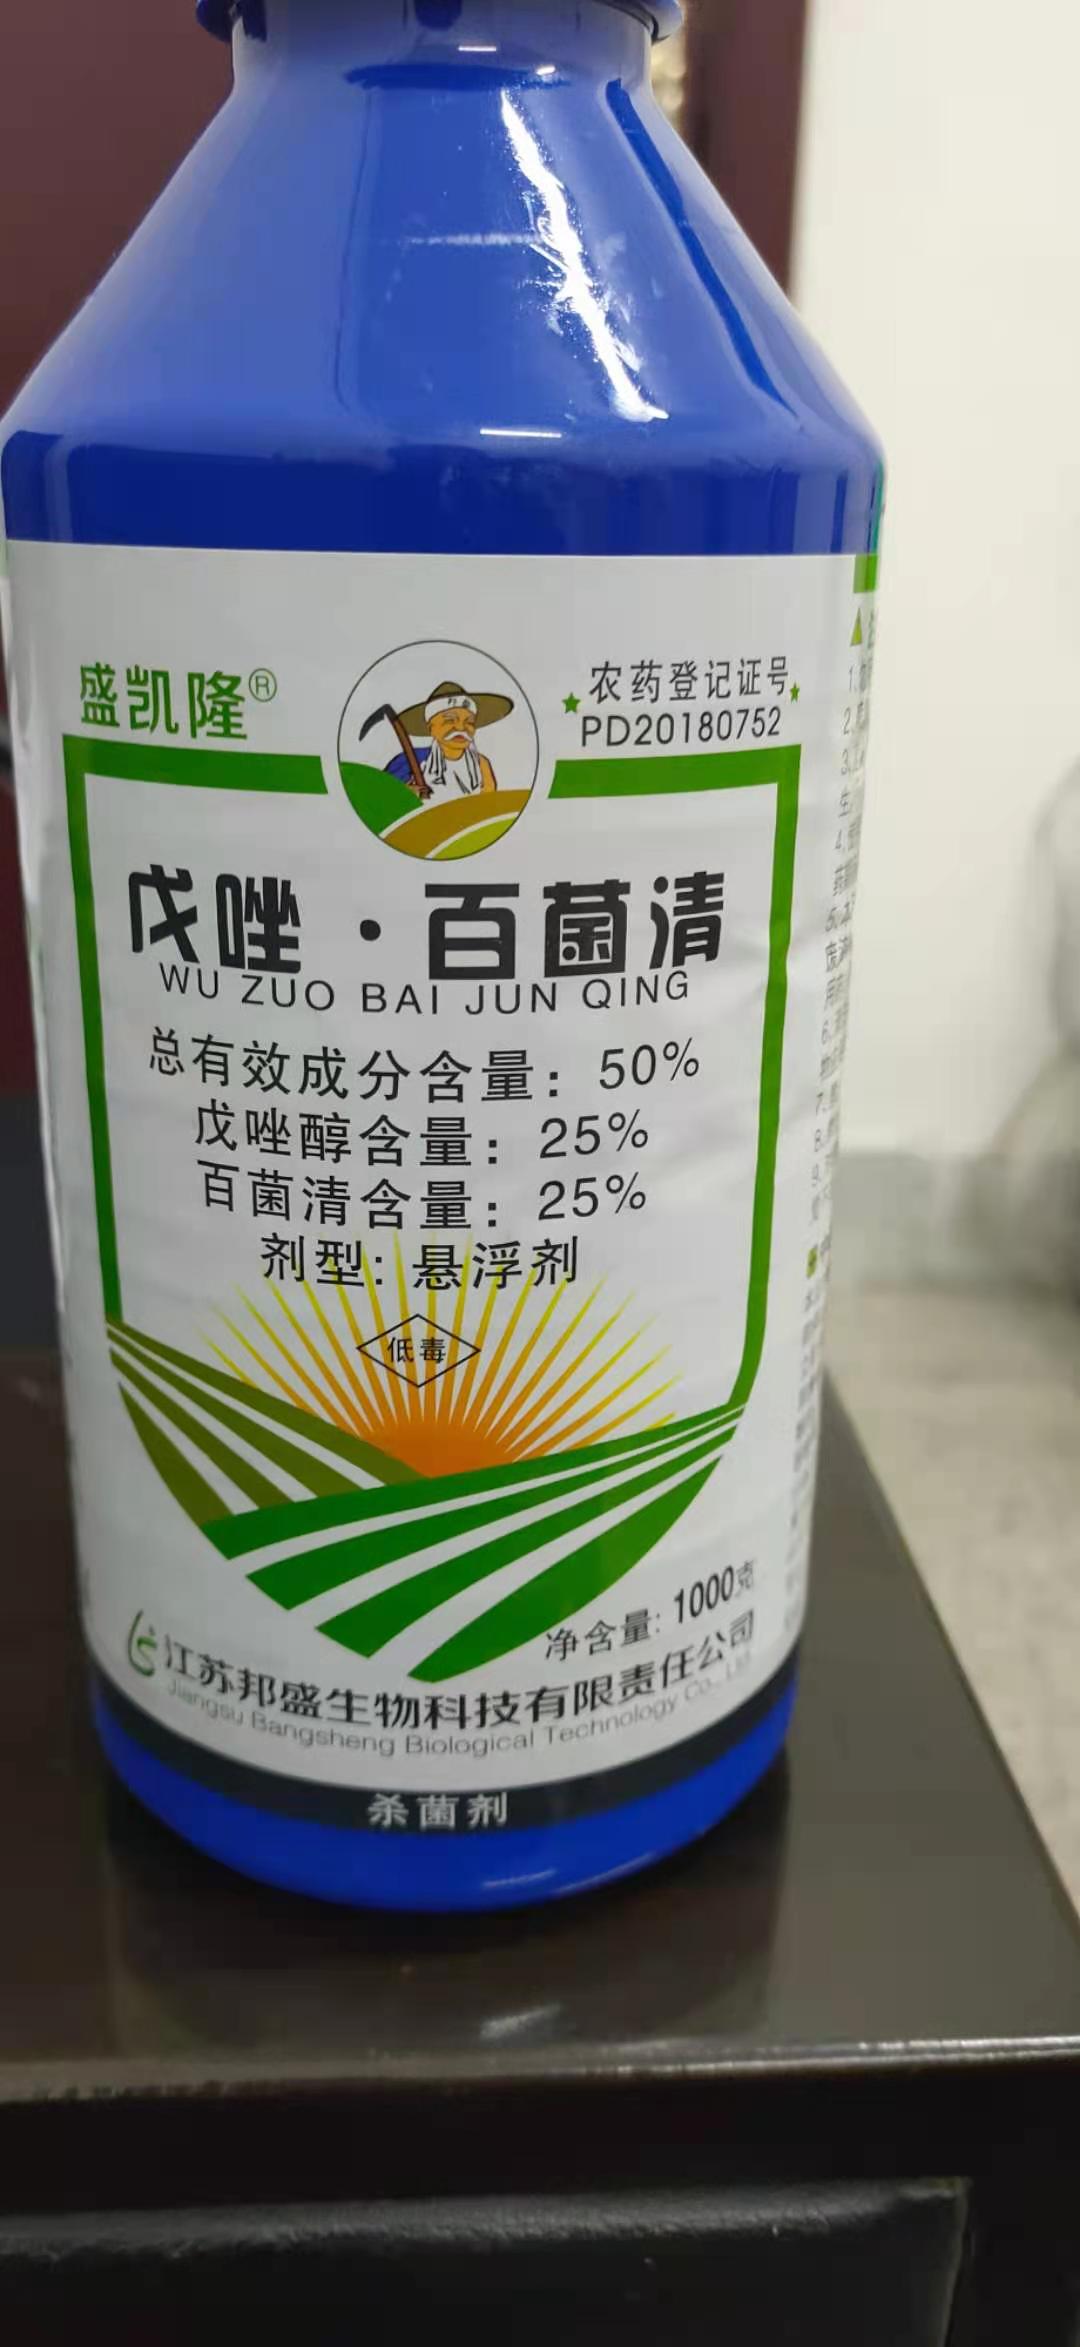 盛凯隆®
农药登记证号
PD20180752
戊唑·百菌清
WU ZUO BAI JUN QING
总有效成分含量：50%
戊唑醇含量：25%
百菌清含量：25%
剂型：悬浮剂
低毒
净含量：1000克
江苏邦盛生物科技有限责任公司
Jiangsu Bangsheng Biological Technology Co., Ltd
杀菌剂